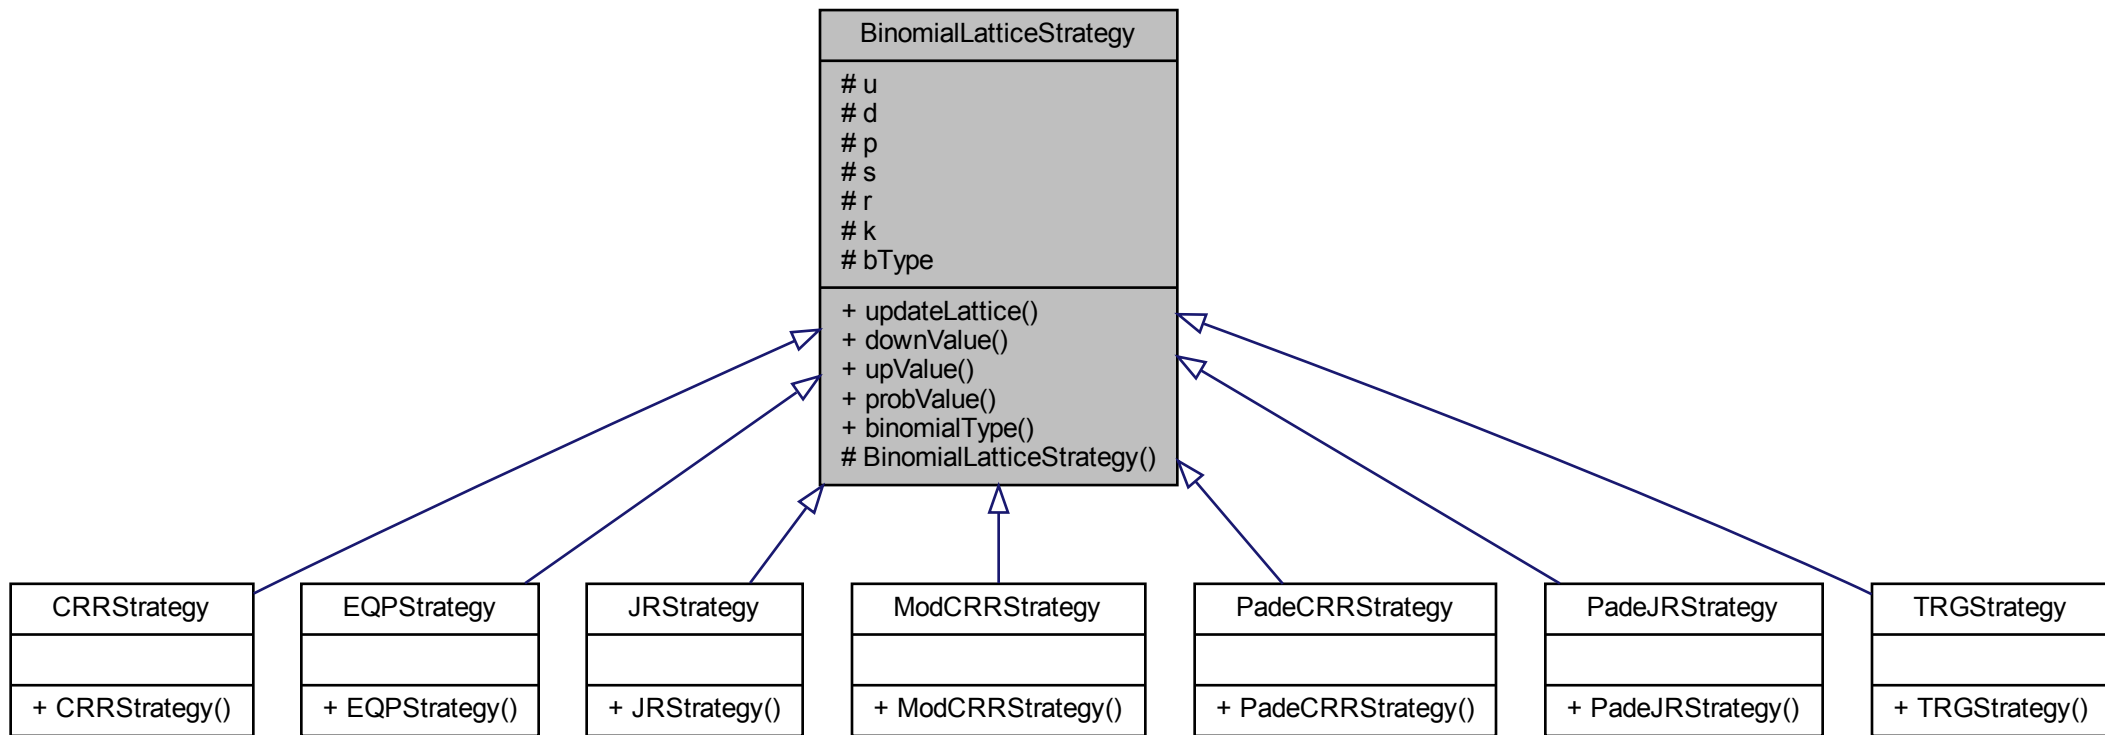 BinomialLatticeStrategy
# u
# d
# p
# s
# r
# k
# bType
+ updateLattice()
+ downValue()
+ upValue()
+ probValue()
+ binomialType()
# BinomialLatticeStrategy()
CRRStrategy
+ CRRStrategy()
EQPStrategy
+ EQPStrategy()
JRStrategy
+ JRStrategy()
ModCRRStrategy
+ ModCRRStrategy()
PadeCRRStrategy
+ PadeCRRStrategy()
PadeJRStrategy
+ PadeJRStrategy()
TRGStrategy
+ TRGStrategy()